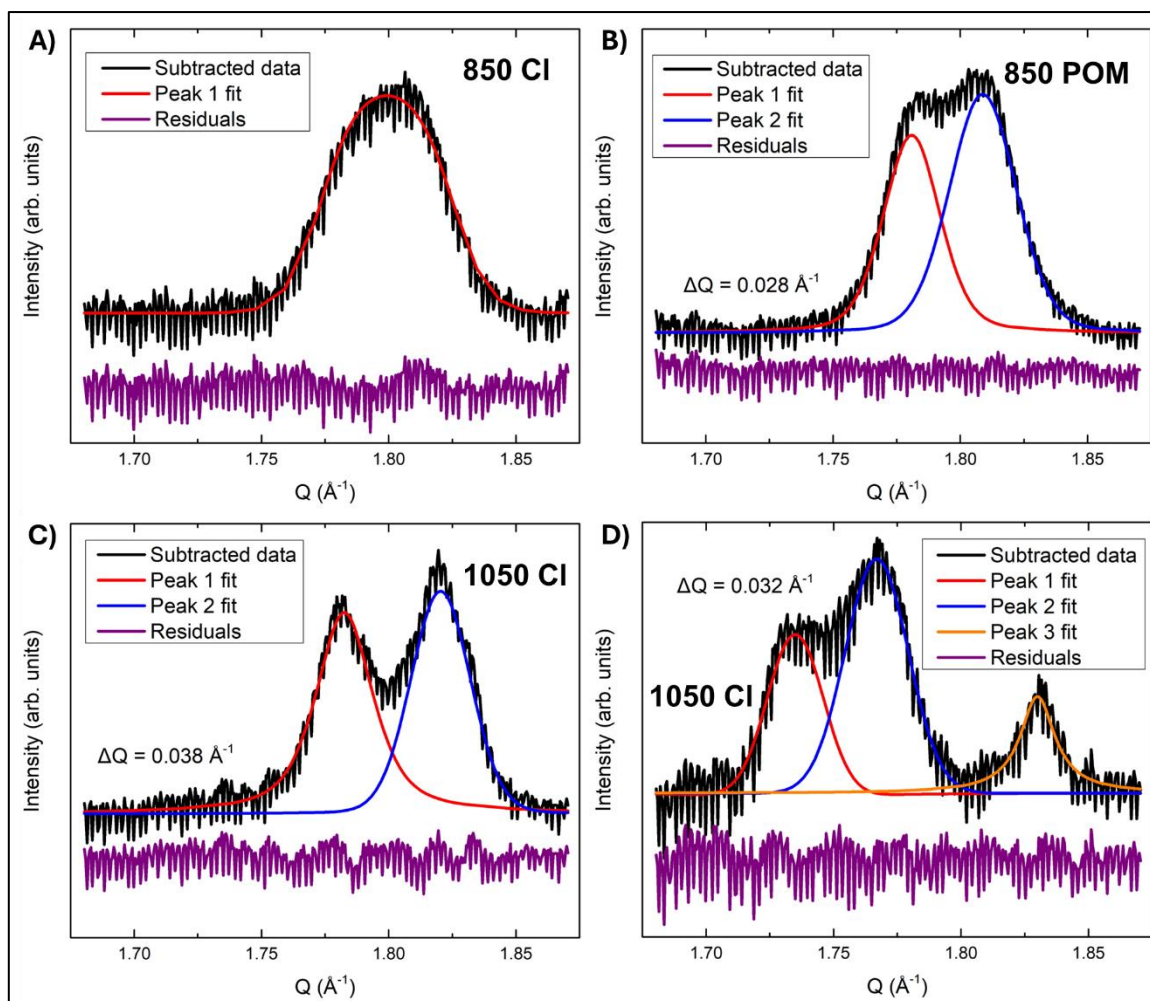 A)
850 CI
Subtracted data
Peak 1 fit
Residuals
Intensity (arb. units)
1.70 1.75 1.80 1.85
Q (Å⁻¹)
B)
850 POM
Subtracted data
Peak 1 fit
Peak 2 fit
Residuals
ΔQ = 0.028 Å⁻¹
Intensity (arb. units)
1.70 1.75 1.80 1.85
Q (Å⁻¹)
C)
1050 CI
Subtracted data
Peak 1 fit
Peak 2 fit
Residuals
ΔQ = 0.038 Å⁻¹
Intensity (arb. units)
1.70 1.75 1.80 1.85
Q (Å⁻¹)
D)
ΔQ = 0.032 Å⁻¹
Subtracted data
Peak 1 fit
Peak 2 fit
Peak 3 fit
Residuals
1050 CI
Intensity (arb. units)
1.70 1.75 1.80 1.85
Q (Å⁻¹)